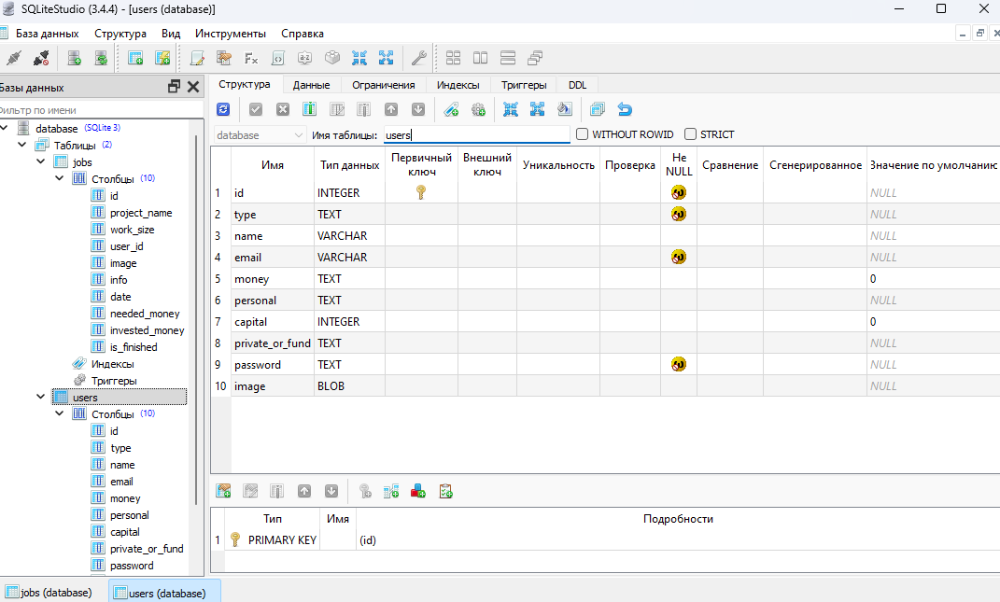 SQLiteStudio (3.4.4) - [users (database)]
База данных Структура Вид Инструменты Справка
Базы данных
Фильтр по имени
database (SQLite 3)
Таблицы (2)
jobs
Столбцы (10)
id
project_name
work_size
user_id
image
info
date
needed_money
invested_money
is_finished
Индексы
Триггеры
users
Столбцы (10)
id
type
name
email
money
personal
capital
private_or_fund
password
Структура Данные Ограничения Индексы Триггеры DDL
database Имя таблицы: users WITHOUT ROWID STRICT
Имя Тип данных Первичный ключ Внешний ключ Уникальность Проверка Не NULL Сравнение Сгенерированное Значение по умолчанию
1 id INTEGER NULL
2 type TEXT NULL
3 name VARCHAR NULL
4 email VARCHAR NULL
5 money TEXT 0
6 personal TEXT NULL
7 capital INTEGER 0
8 private_or_fund TEXT NULL
9 password TEXT NULL
10 image BLOB NULL
Тип Имя Подробности
1 PRIMARY KEY (id)
jobs (database) users (database)